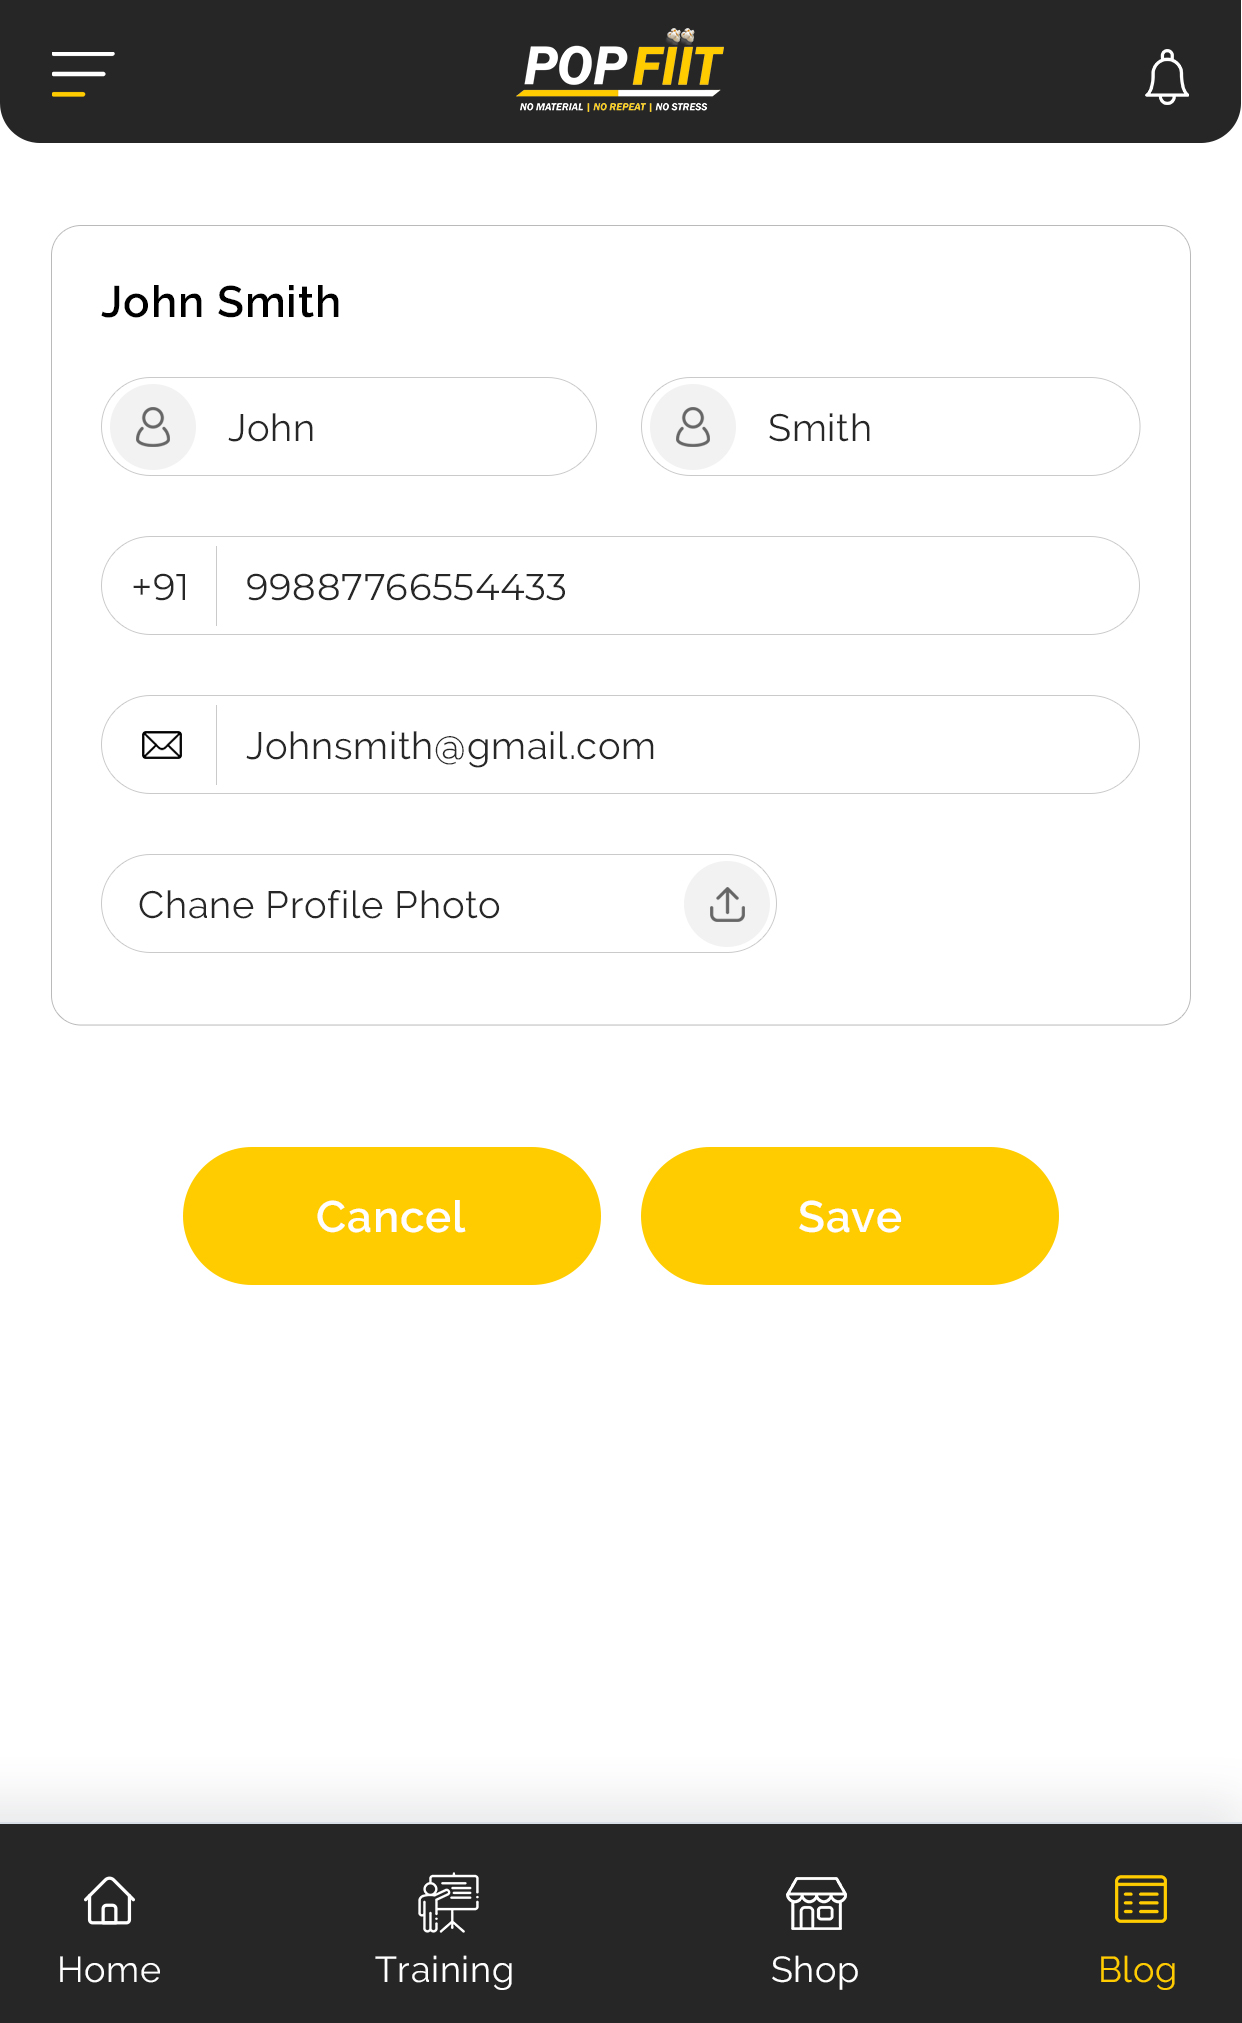 POP FIIT
NO MATERIAL | NO REPEAT | NO STRESS
John Smith
John
Smith
+91 99887766554433
Johnsmith@gmail.com
Chane Profile Photo
Cancel
Save
Home
Training
Shop
Blog